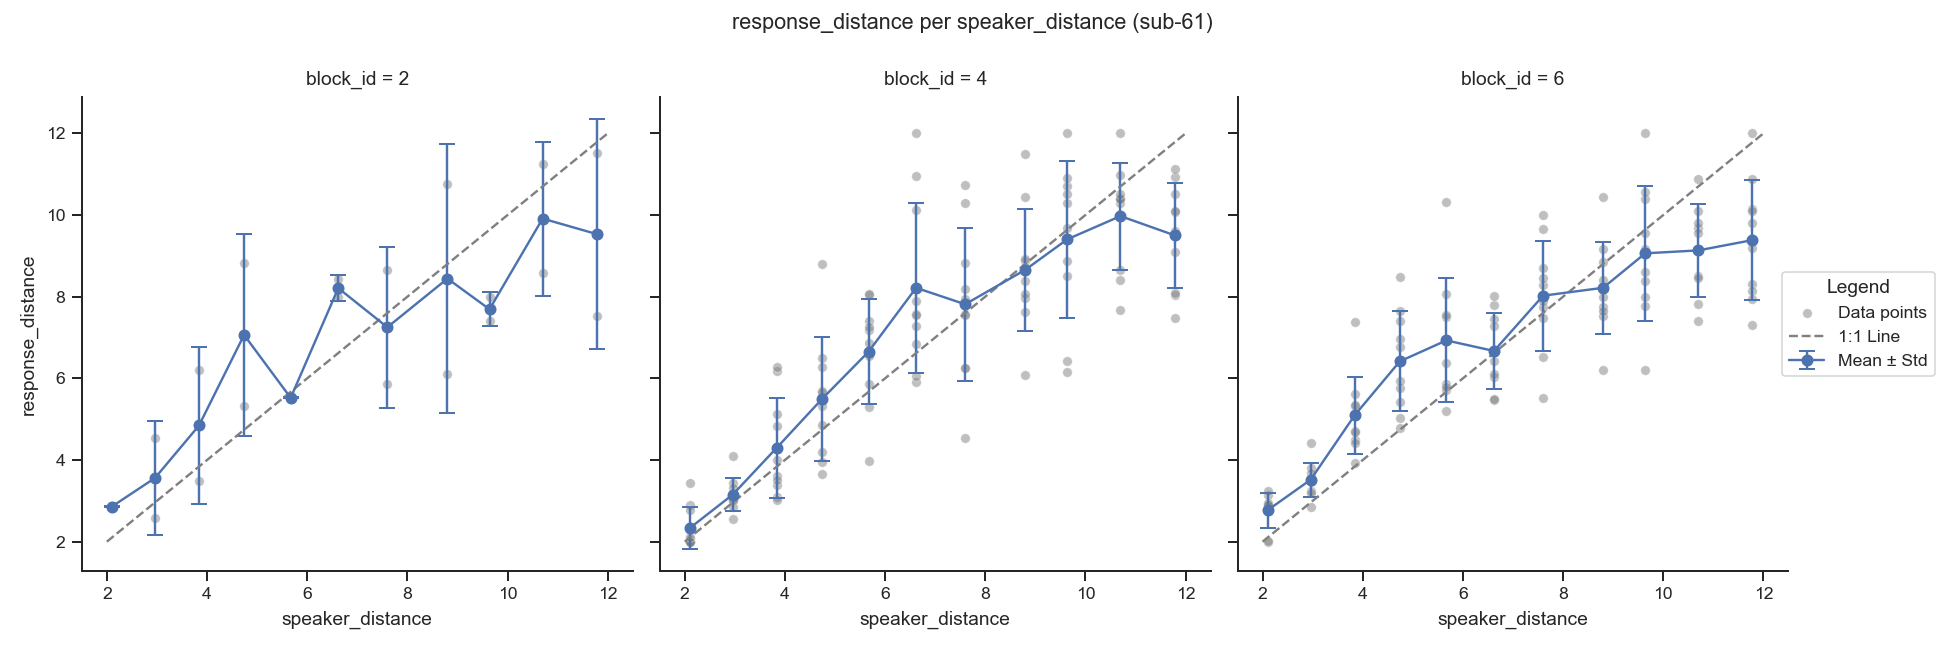 response_distance per speaker_distance (sub-61)
block_id = 2
block_id = 4
block_id = 6
response_distance
12
10
8
6
4
2
2 4 6 8 10 12
2 4 6 8 10 12
2 4 6 8 10 12
speaker_distance
speaker_distance
speaker_distance
Legend
Data points
1:1 Line
Mean ± Std